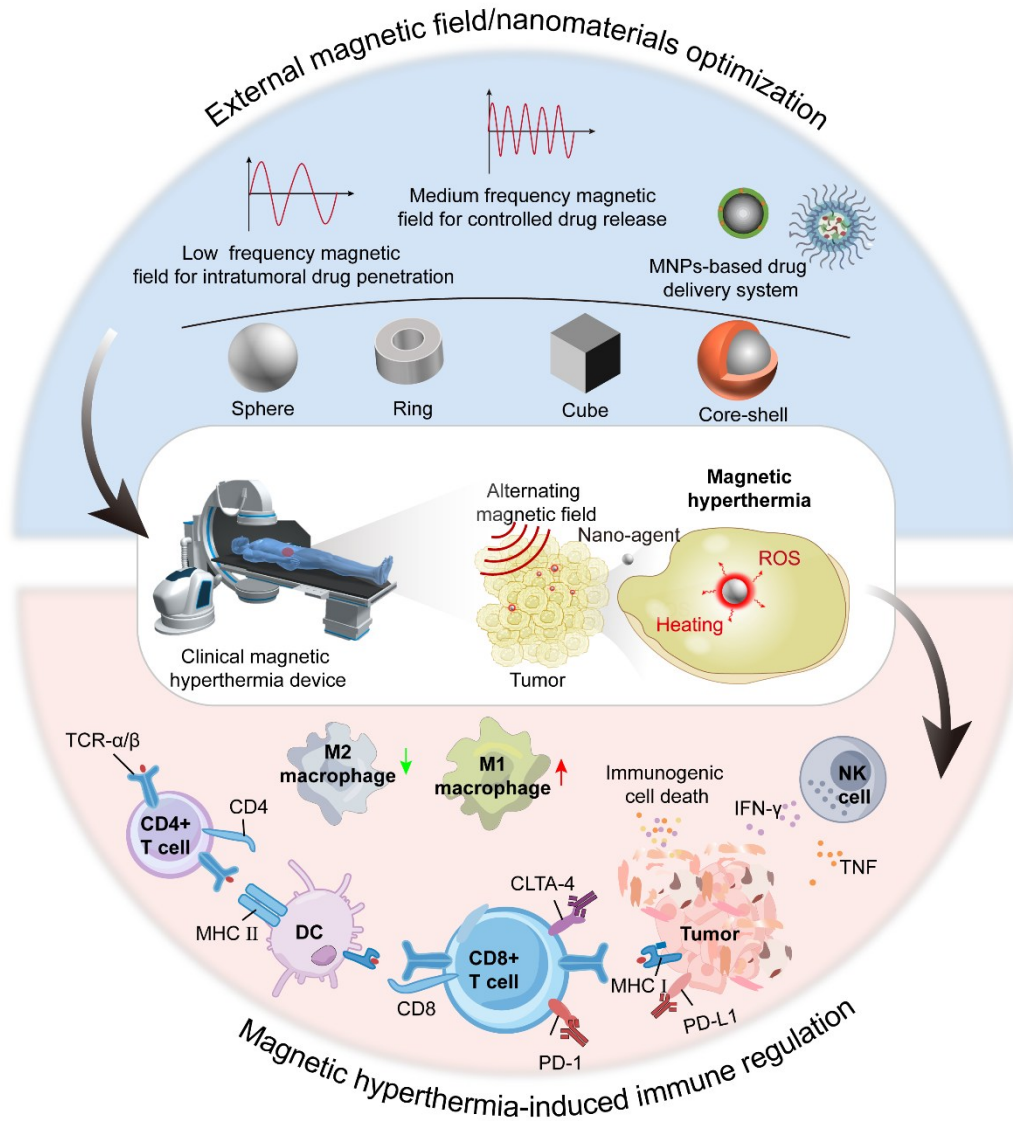 External magnetic field/nanomaterials optimization
Medium frequency magnetic
field for controlled drug release
Low frequency magnetic
field for intratumoral drug penetration
MNPs-based drug
delivery system
Sphere
Ring
Cube
Core-shell
Clinical magnetic
hyperthermia device
Alternating
magnetic field
Tumor
Nano-agent
Magnetic
hyperthermia
ROS
Heating
TCR-α/β
CD4
CD4+
T cell
M2
macrophage
M1
macrophage
Immunogenic
cell death
IFN-γ
NK
cell
TNF
MHC II
DC
CD8
CD8+
T cell
CLTA-4
PD-1
MHC I
Tumor
PD-L1
Magnetic hyperthermia-induced immune regulation